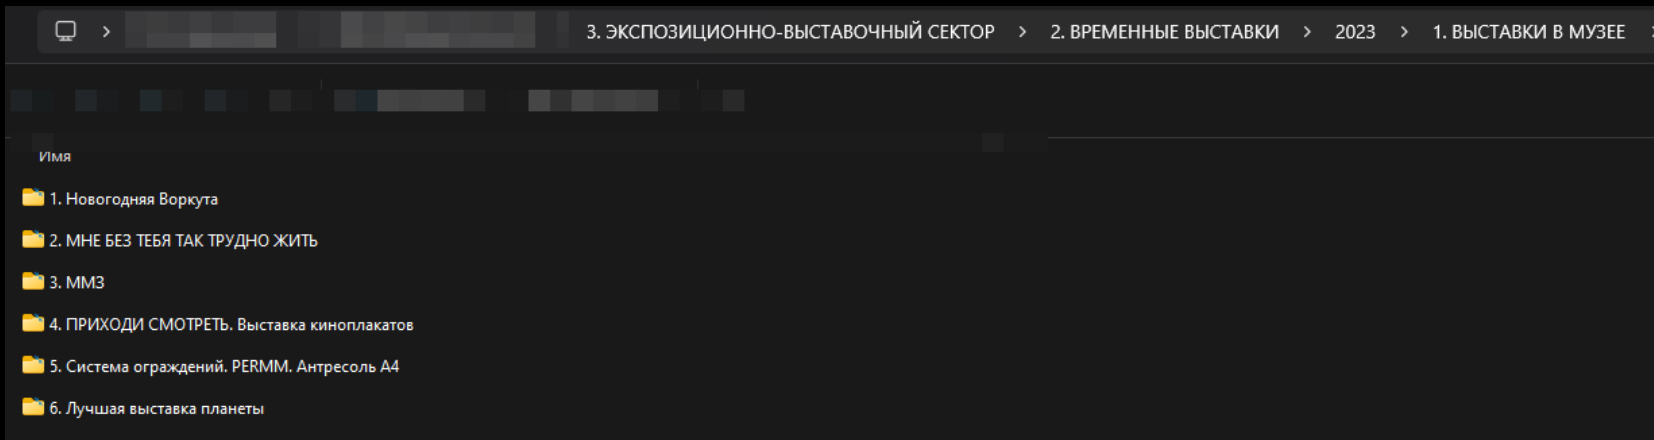 3. ЭКСПОЗИЦИОННО-ВЫСТАВОЧНЫЙ СЕКТОР > 2. ВРЕМЕННЫЕ ВЫСТАВКИ > 2023 > 1. ВЫСТАВКИ В МУЗЕЕ
Имя
1. Новогодняя Воркута
2. МНЕ БЕЗ ТЕБЯ ТАК ТРУДНО ЖИТЬ
3. ММЗ
4. ПРИХОДИ СМОТРЕТЬ. Выставка киноплакатов
5. Система ограждений. PERMM. Антресоль А4
6. Лучшая выставка планеты